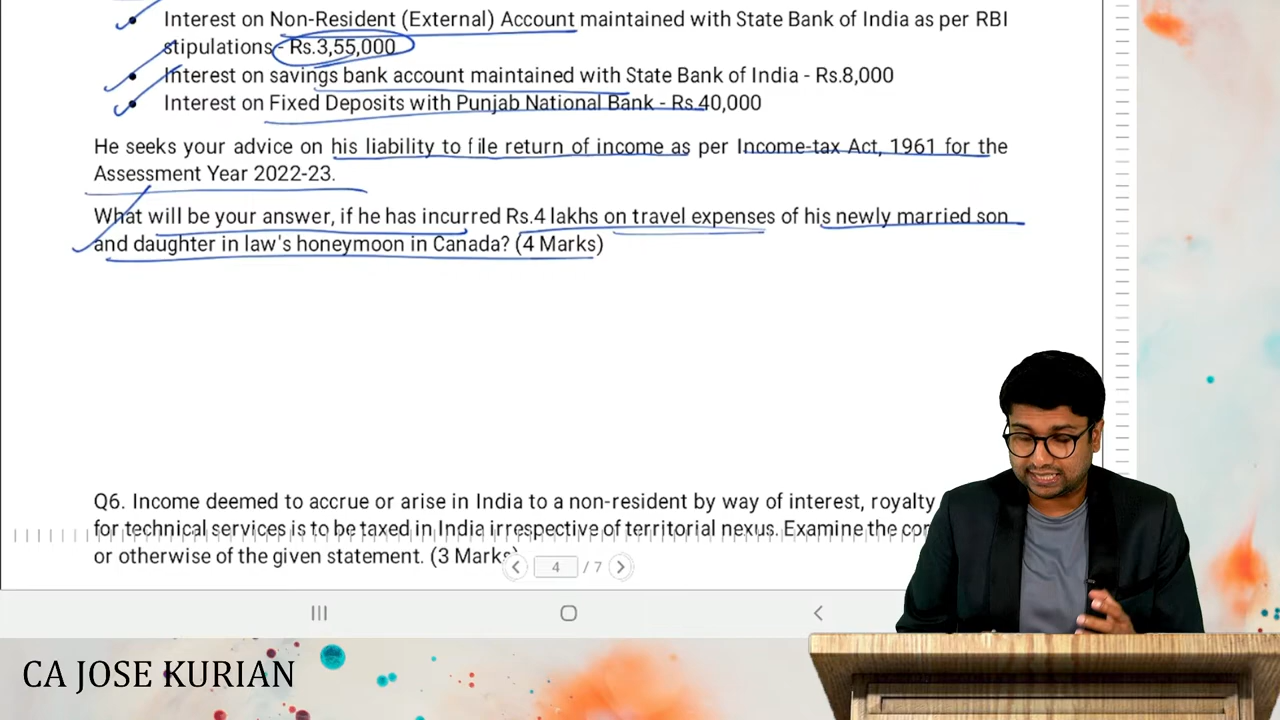 Interest on Non-Resident (External) Account maintained with State Bank of India as per RBI
stipulations - Rs.3,55,000
Interest on savings bank account maintained with State Bank of India - Rs.8,000
Interest on Fixed Deposits with Punjab National Bank - Rs.40,000
He seeks your advice on his liability to file return of income as per Income-tax Act, 1961 for the
Assessment Year 2022-23.
What will be your answer, if he has incurred Rs.4 lakhs on travel expenses of his newly married son
and daughter in law's honeymoon in Canada? (4 Marks)
Q6. Income deemed to accrue or arise in India to a non-resident by way of interest, royalty
for technical services is to be taxed in India irrespective of territorial nexus. Examine the
or otherwise of the given statement. (3 Marks)
4 / 7
CA JOSE KURIAN